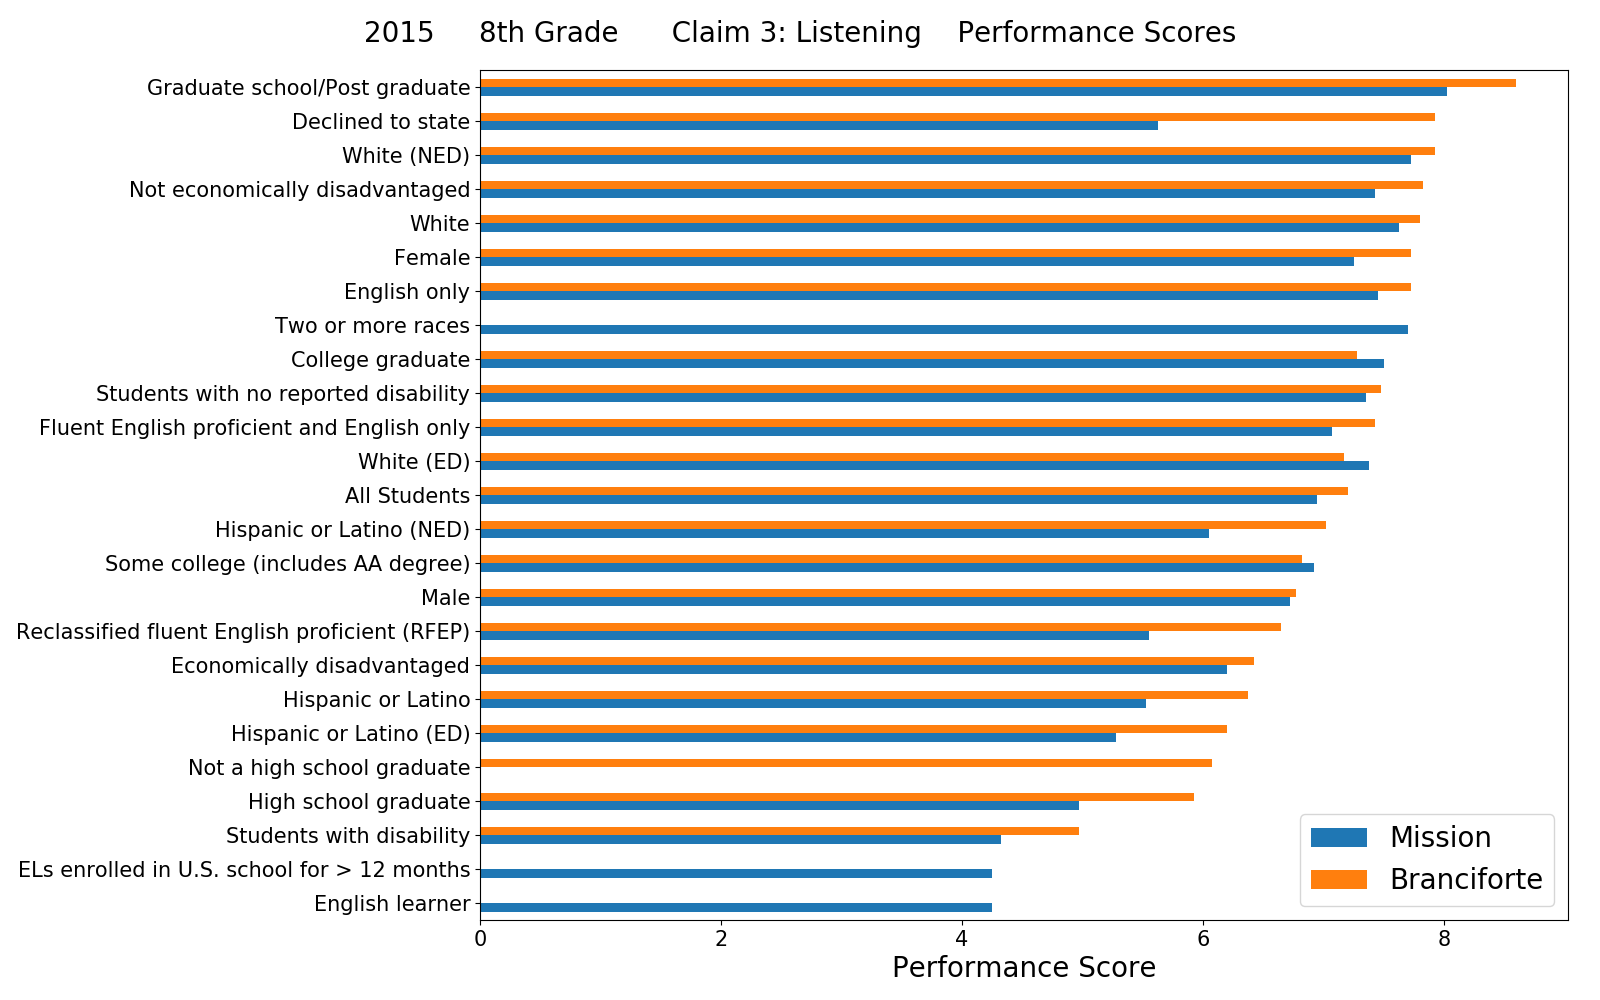 2015 8th Grade Claim 3: Listening Performance Scores
Graduate school/Post graduate
Declined to state
White (NED)
Not economically disadvantaged
White
Female
English only
Two or more races
College graduate
Students with no reported disability
Fluent English proficient and English only
White (ED)
All Students
Hispanic or Latino (NED)
Some college (includes AA degree)
Male
Reclassified fluent English proficient (RFEP)
Economically disadvantaged
Hispanic or Latino
Hispanic or Latino (ED)
Not a high school graduate
High school graduate
Students with disability
ELs enrolled in U.S. school for > 12 months
English learner
Mission
Branciforte
0 2 4 6 8
Performance Score